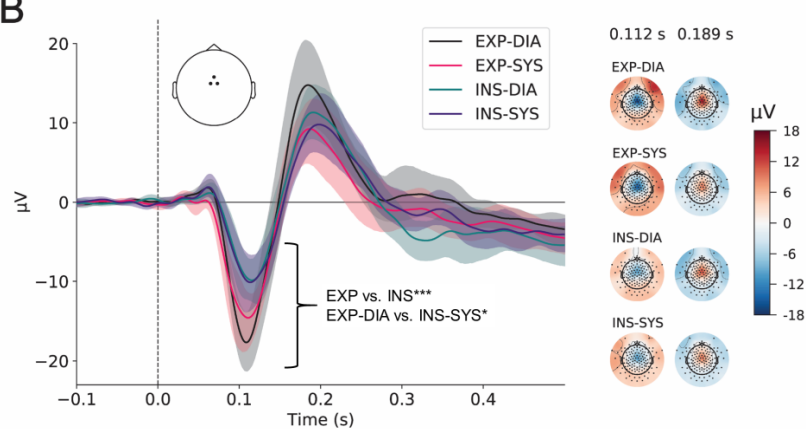 B
20
10
0
−10
−20
μV
−0.1
0.0
0.1
0.2
0.3
0.4
Time (s)
EXP-DIA
EXP-SYS
INS-DIA
INS-SYS
EXP vs. INS***
EXP-DIA vs. INS-SYS*
0.112 s 0.189 s
EXP-DIA
EXP-SYS
INS-DIA
INS-SYS
μV
18
12
6
0
-6
-12
-18